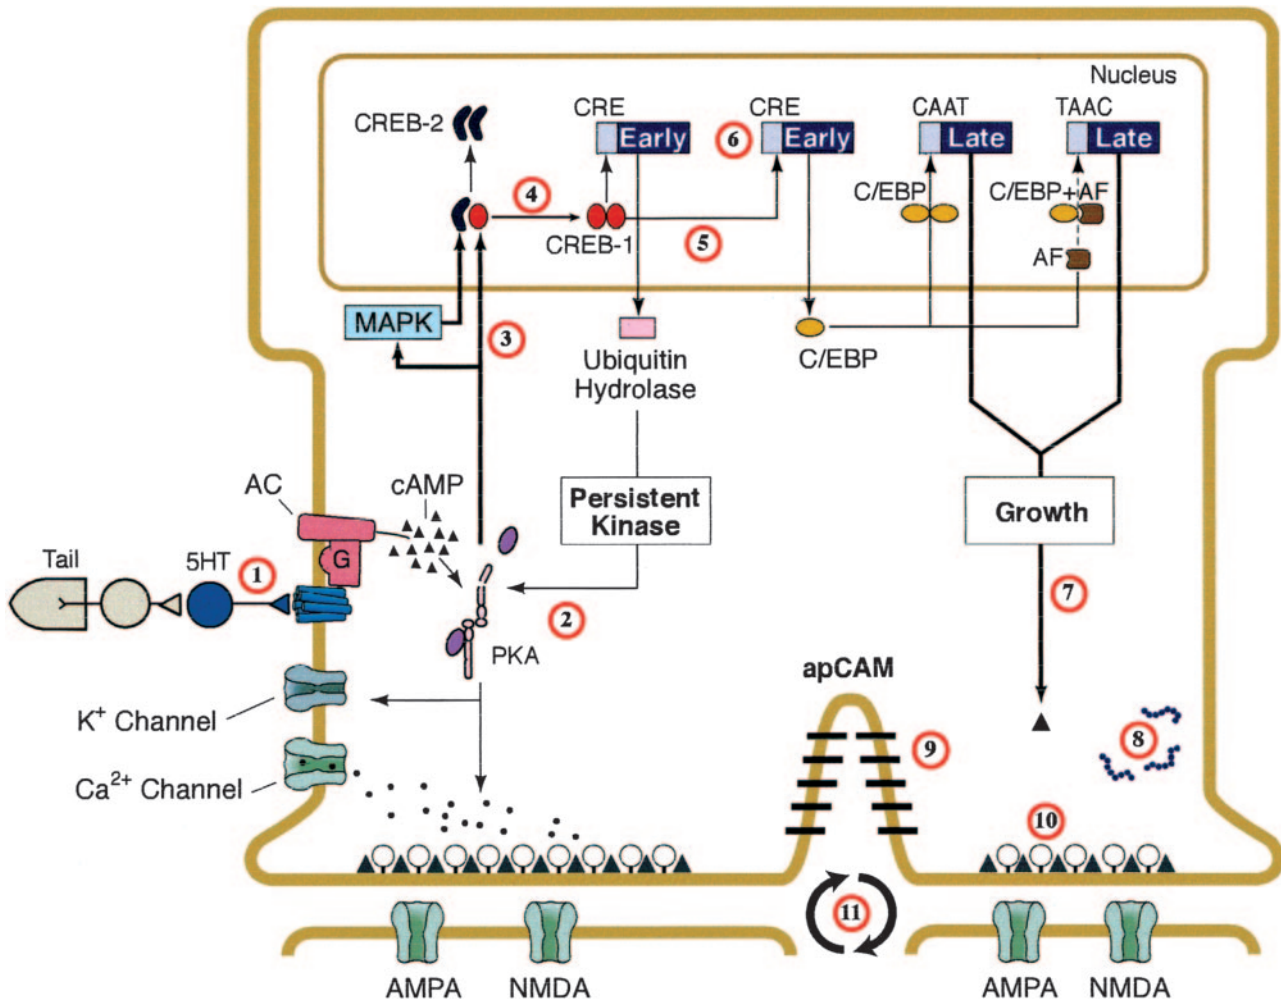 Nucleus
CRE
CRE
CAAT
TAAC
CREB-2
Early
6
Early
Late
Late
4
C/EBP
C/EBP+AF
CREB-1
5
AF
MAPK
3
Ubiquitin
Hydrolase
C/EBP
AC
cAMP
Persistent
Kinase
Growth
Tail
5HT
1
G
2
7
PKA
apCAM
K+ Channel
8
9
Ca2+ Channel
10
11
AMPA
NMDA
AMPA
NMDA